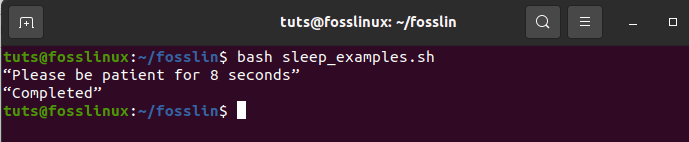 tuts@fosslinux: ~/fosslin
tuts@fosslinux:~/fosslin$ bash sleep_examples.sh
“Please be patient for 8 seconds”
“Completed”
tuts@fosslinux:~/fosslin$